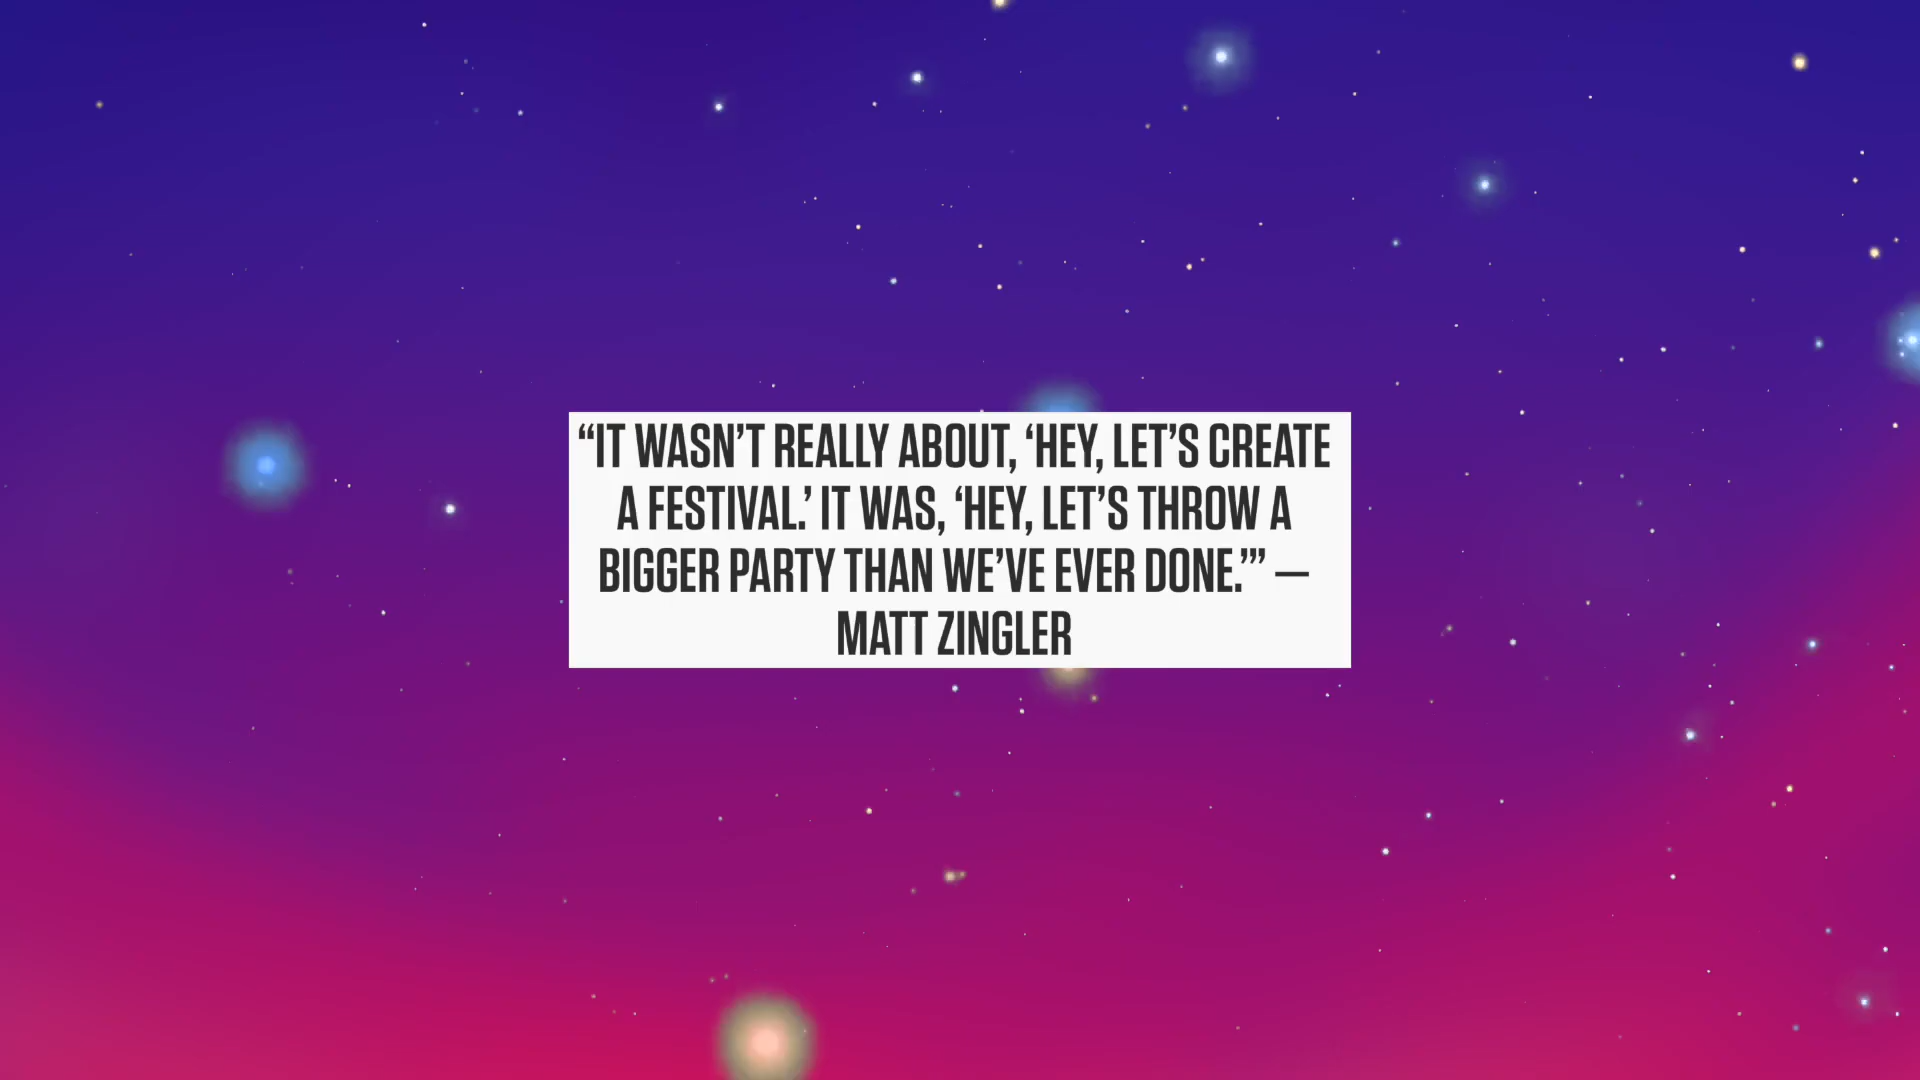 “IT WASN’T REALLY ABOUT, ‘HEY, LET’S CREATE
A FESTIVAL.’ IT WAS, ‘HEY, LET’S THROW A
BIGGER PARTY THAN WE’VE EVER DONE.’” —
MATT ZINGLER